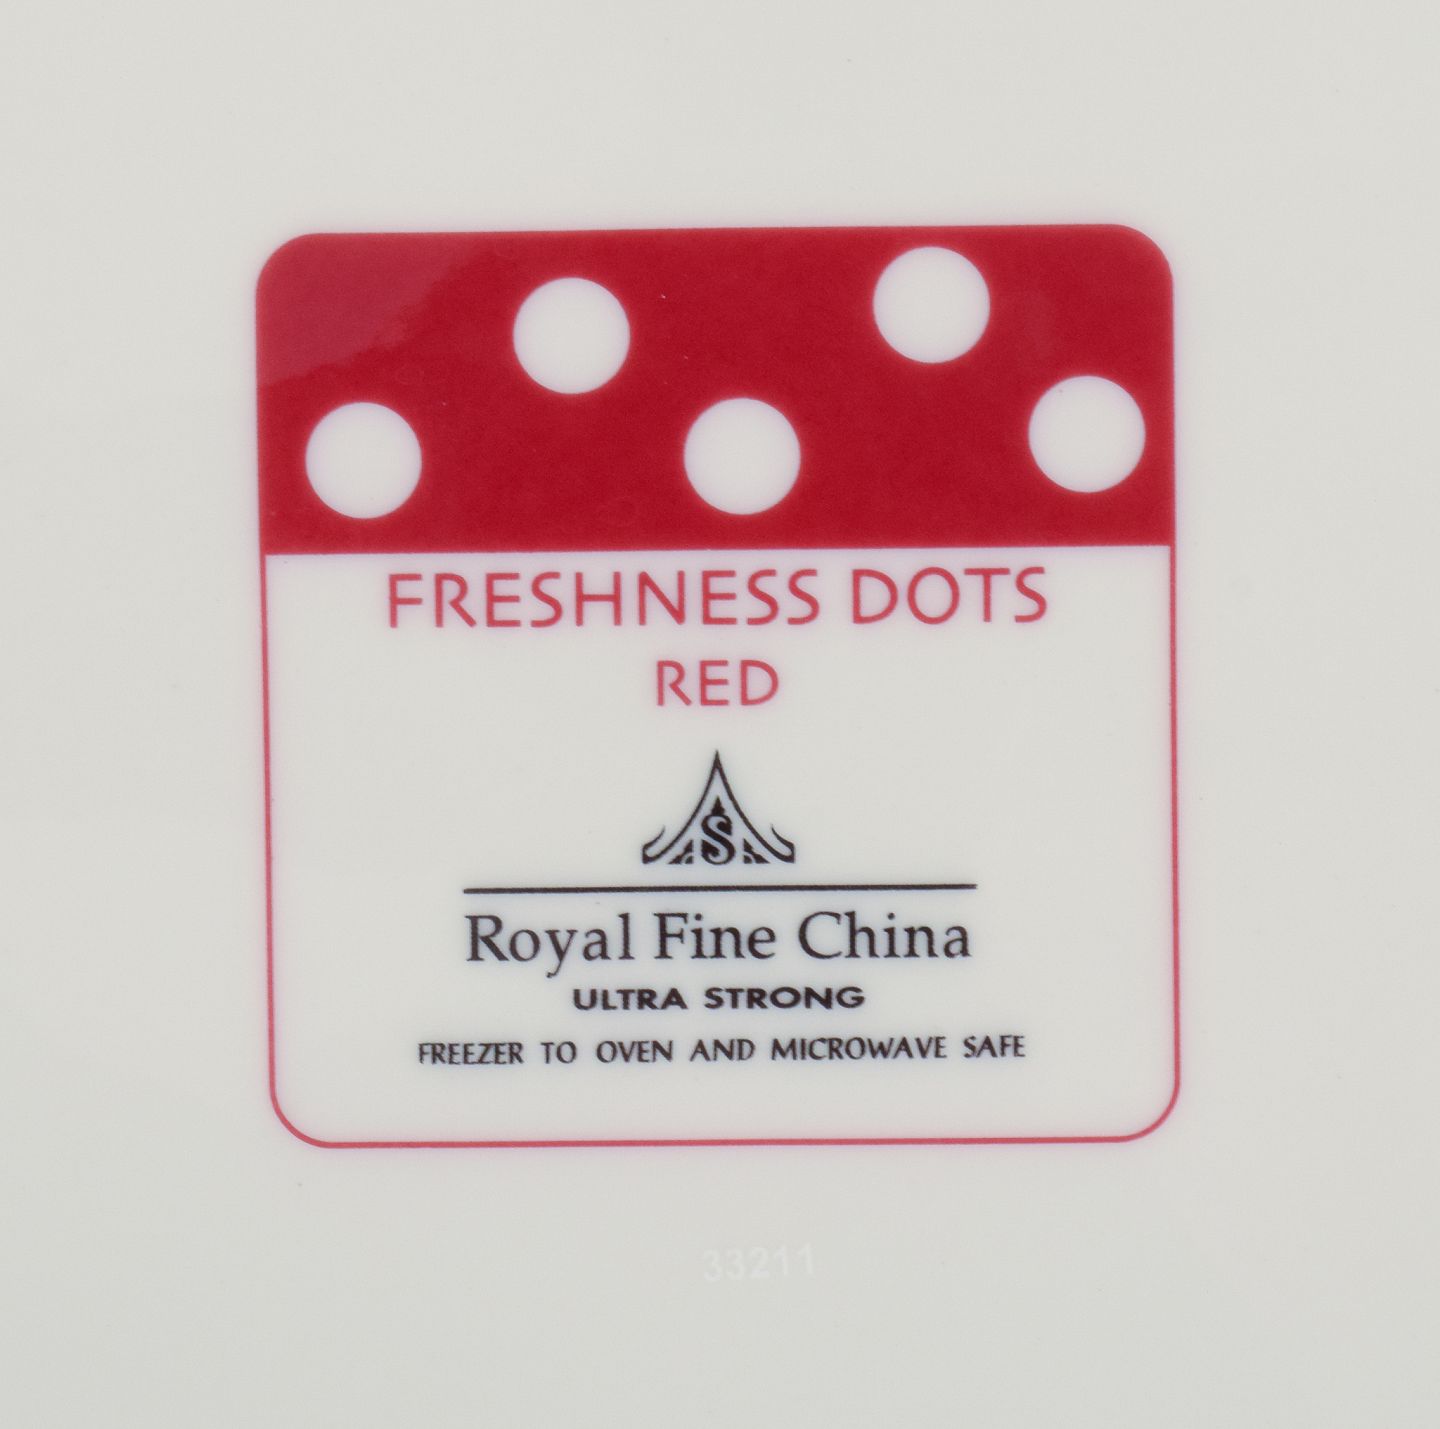 FRESHNESS DOTS
RED
S
Royal Fine China
ULTRA STRONG
FREEZER TO OVEN AND MICROWAVE SAFE
33211